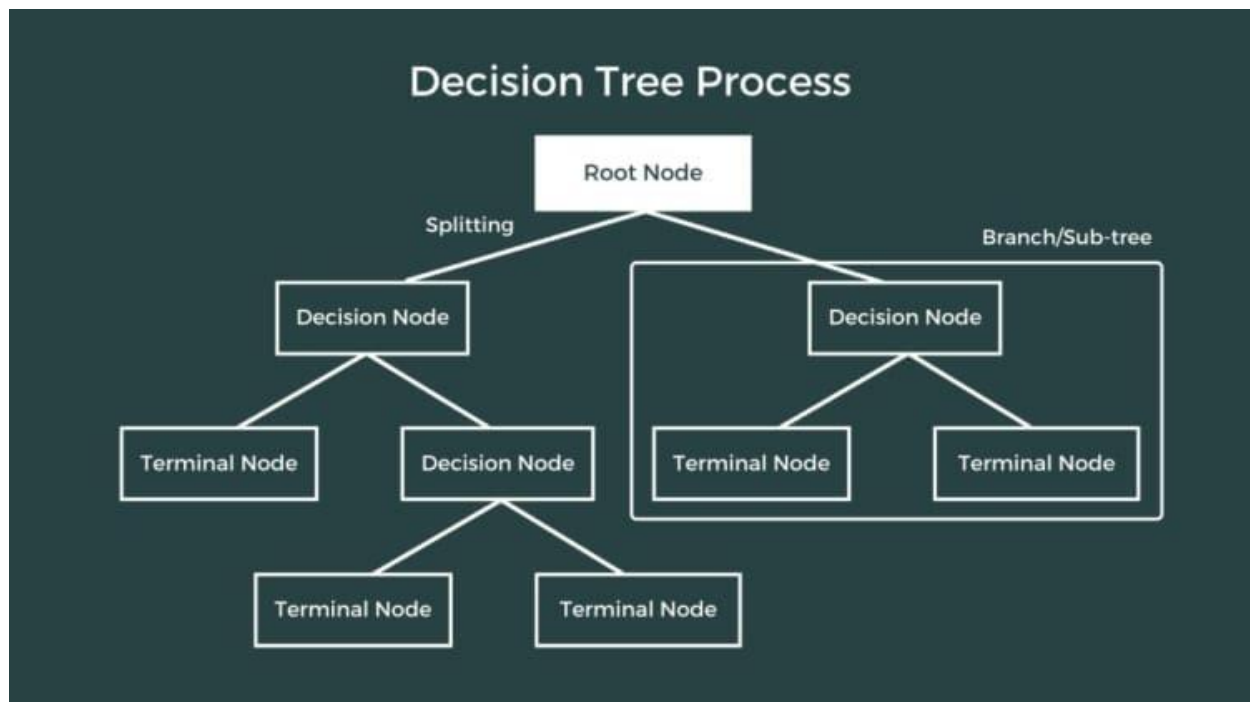 Decision Tree Process
Root Node
Splitting
Branch/Sub-tree
Decision Node
Decision Node
Terminal Node
Decision Node
Terminal Node
Terminal Node
Terminal Node
Terminal Node